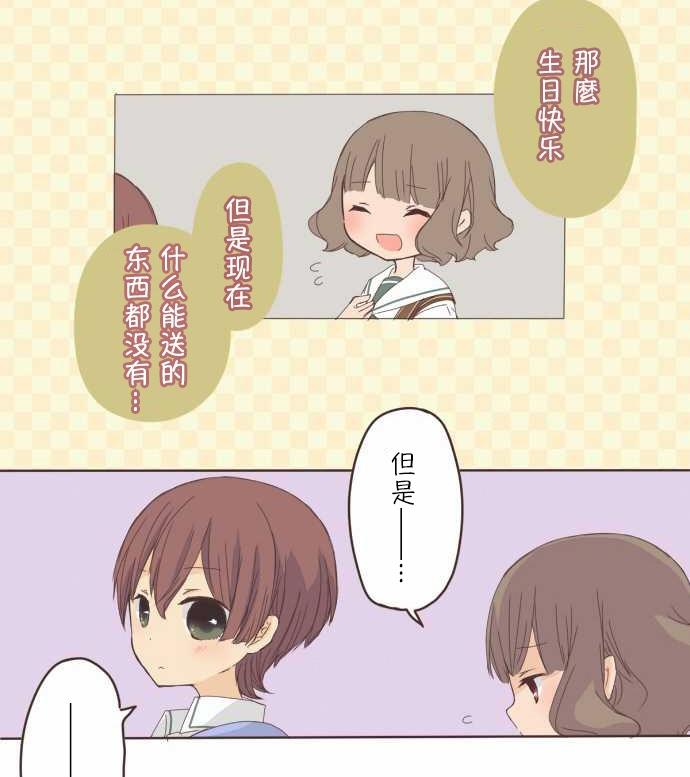 那麼
生日快乐
但是现在
什么能送的
东西都没有…
但是——…
—